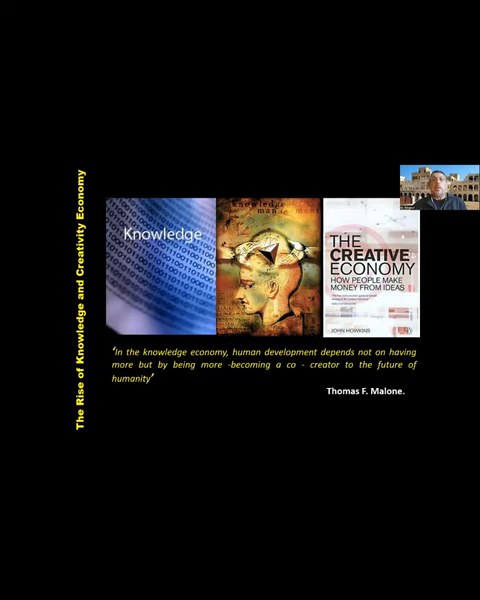 The Rise of Knowledge and Creativity Economy
Knowledge
knowledge
THE
CREATIVE
ECONOMY
HOW PEOPLE MAKE
MONEY FROM IDEAS
JOHN HOWKINS
‘In the knowledge economy, human development depends not on having
more but by being more -becoming a co - creator to the future of
humanity’
Thomas F. Malone.